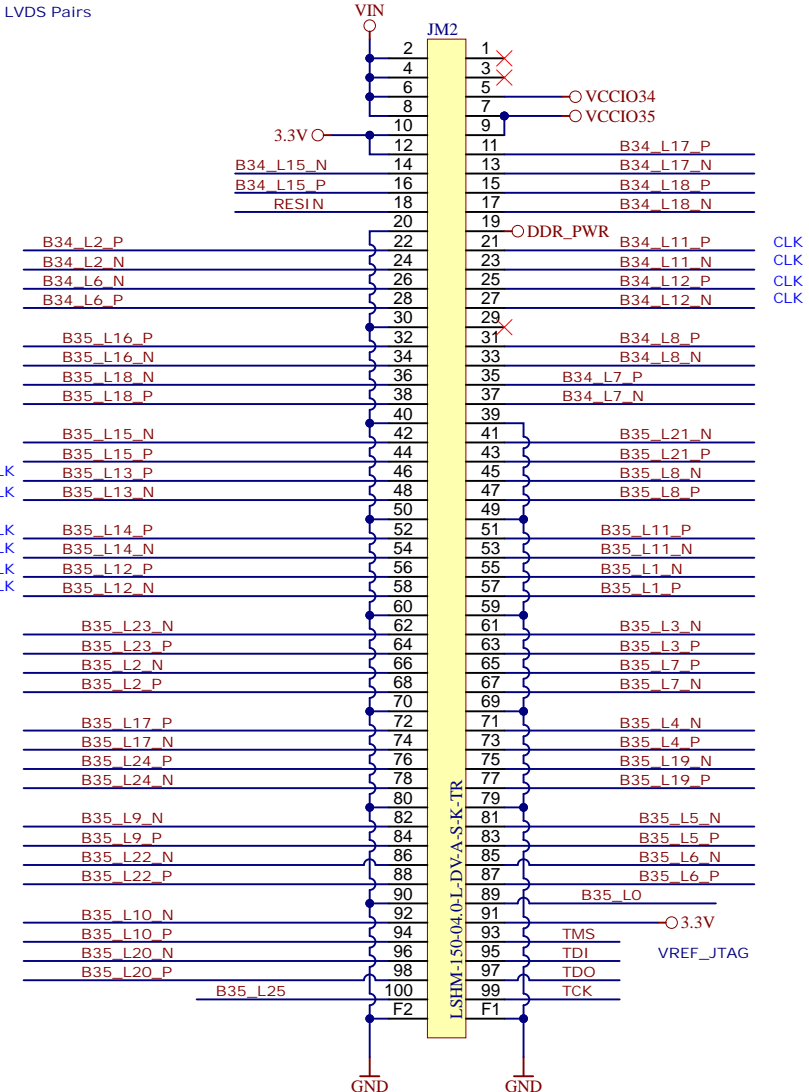 LVDS Pairs
VIN
JM2
2 1
4 3
6 5 VCCIO34
8 7 VCCIO35
3.3V 10 9
12 11 B34_L17_P
B34_L15_N 14 13 B34_L17_N
B34_L15_P 16 15 B34_L18_P
RESIN 18 17 B34_L18_N
20 19 DDR_PWR
B34_L2_P 22 21 B34_L11_P CLK
B34_L2_N 24 23 B34_L11_N CLK
B34_L6_N 26 25 B34_L12_P CLK
B34_L6_P 28 27 B34_L12_N CLK
30 29
B35_L16_P 32 31 B34_L8_P
B35_L16_N 34 33 B34_L8_N
B35_L18_N 36 35 B34_L7_P
B35_L18_P 38 37 B34_L7_N
40 39
B35_L15_N 42 41 B35_L21_N
B35_L15_P 44 43 B35_L21_P
LK B35_L13_P 46 45 B35_L8_N
LK B35_L13_N 48 47 B35_L8_P
50 49
LK B35_L14_P 52 51 B35_L11_P
LK B35_L14_N 54 53 B35_L11_N
LK B35_L12_P 56 55 B35_L1_N
LK B35_L12_N 58 57 B35_L1_P
60 59
B35_L23_N 62 61 B35_L3_N
B35_L23_P 64 63 B35_L3_P
B35_L2_N 66 65 B35_L7_P
B35_L2_P 68 67 B35_L7_N
70 69
B35_L17_P 72 71 B35_L4_N
B35_L17_N 74 73 B35_L4_P
B35_L24_P 76 75 B35_L19_N
B35_L24_N 78 77 B35_L19_P
80 79
B35_L9_N 82 81 B35_L5_N
B35_L9_P 84 83 B35_L5_P
B35_L22_N 86 85 B35_L6_N
B35_L22_P 88 87 B35_L6_P
90 89 B35_L0
B35_L10_N 92 91 3.3V
B35_L10_P 94 93 TMS
B35_L20_N 96 95 TDI VREF_JTAG
B35_L20_P 98 97 TDO
B35_L25 100 99 TCK
F2 F1
LSHM-150-04.0-L-DV-A-S-K-TR
GND GND